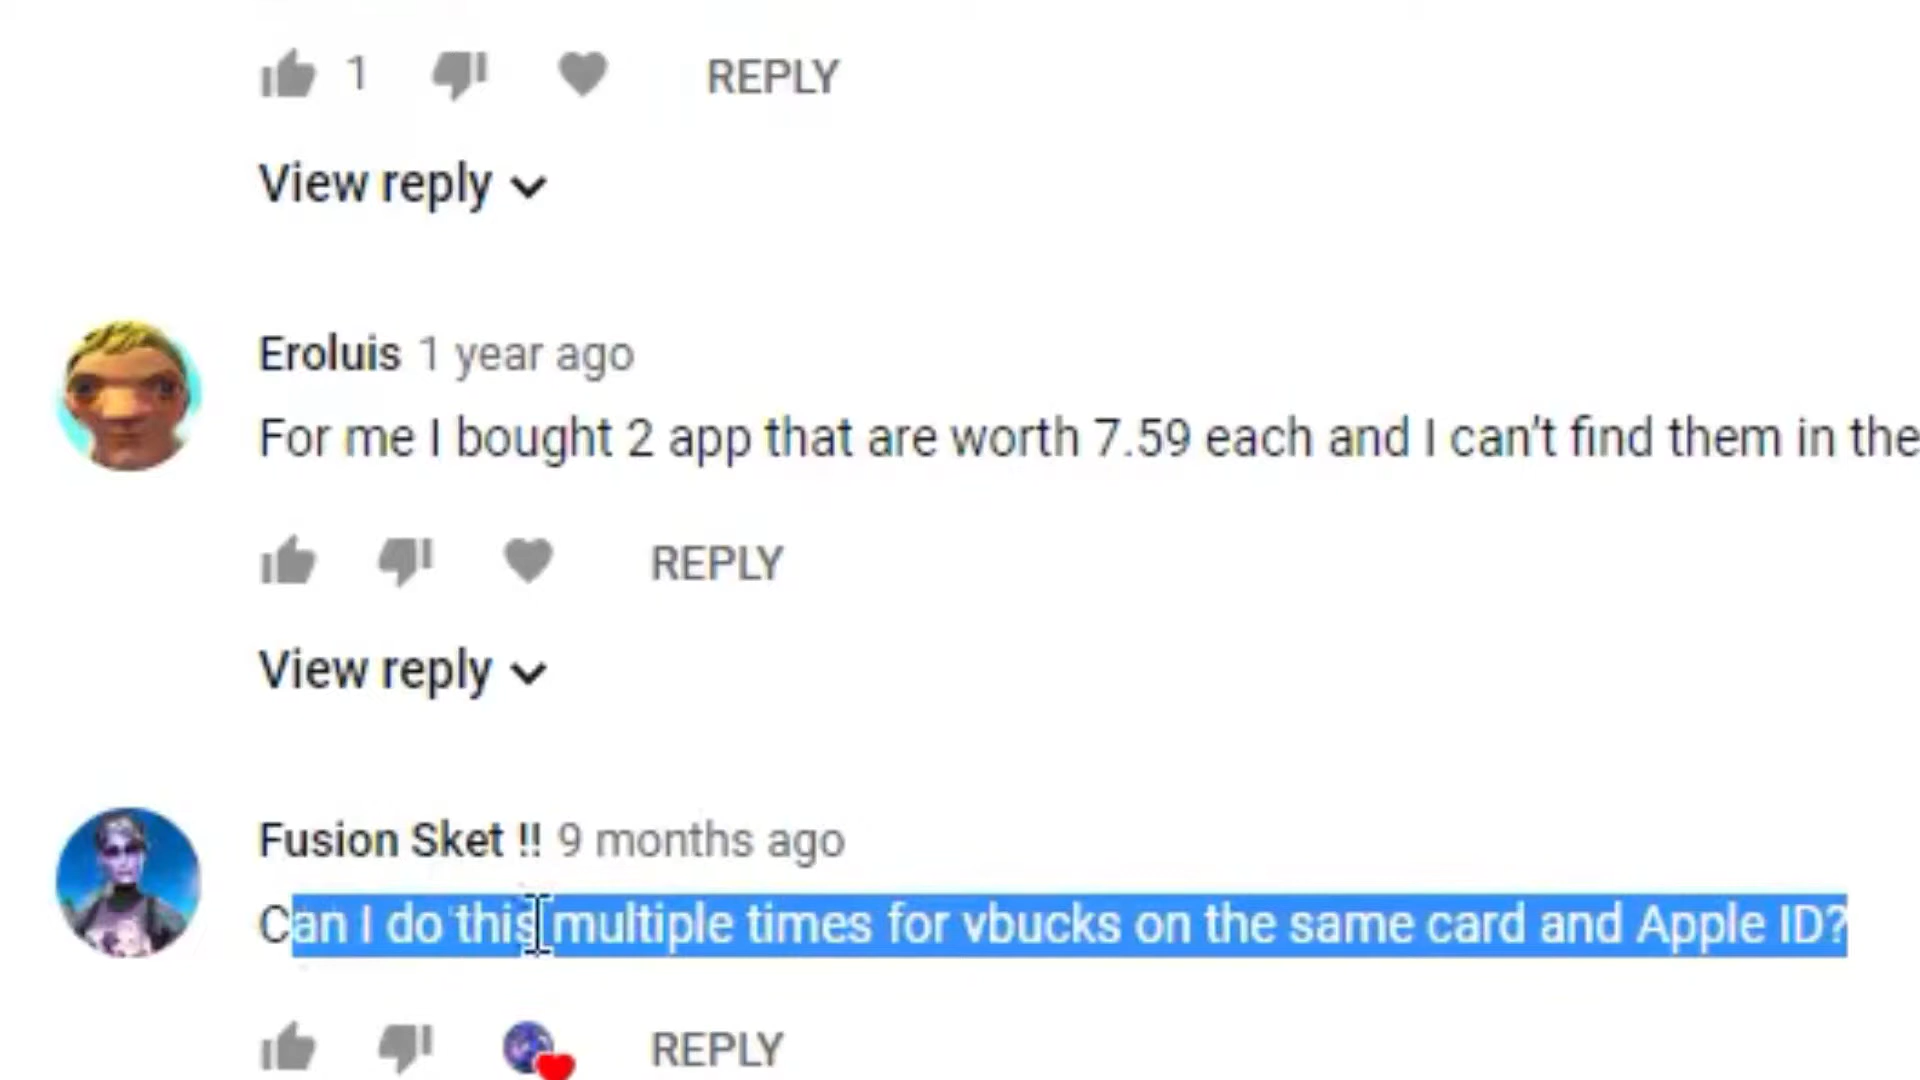 1 REPLY
View reply
Eroluis 1 year ago
For me I bought 2 app that are worth 7.59 each and I can't find them in the
REPLY
View reply
Fusion Sket !! 9 months ago
Can I do this multiple times for vbucks on the same card and Apple ID?
REPLY